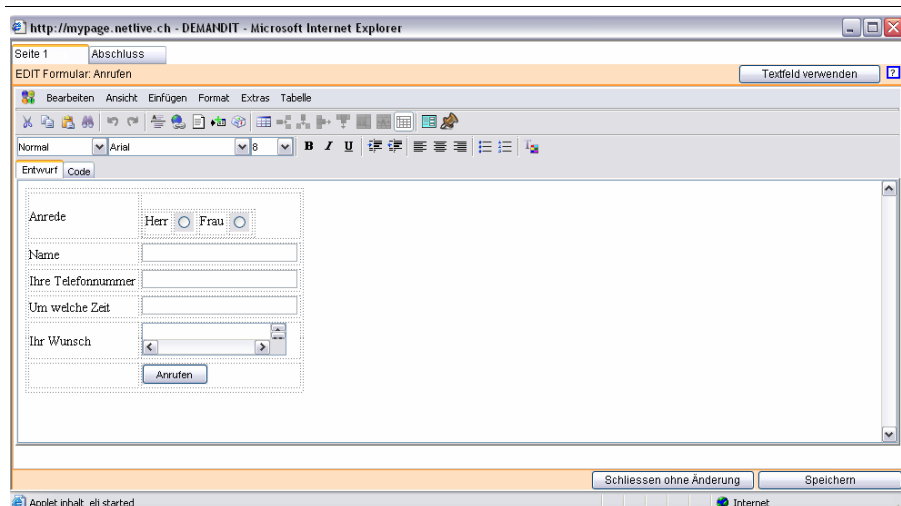 http://mypage.netlive.ch - DEMANDIT - Microsoft Internet Explorer
Seite 1 Abschluss
EDIT Formular: Anrufen Textfeld verwenden ?
Bearbeiten Ansicht Einfügen Format Extras Tabelle
Normal Arial 8 B I U
Entwurf Code
Anrede Herr Frau
Name
Ihre Telefonnummer
Um welche Zeit
Ihr Wunsch
Anrufen
Schliessen ohne Änderung Speichern
Applet inhalt_eli started Internet